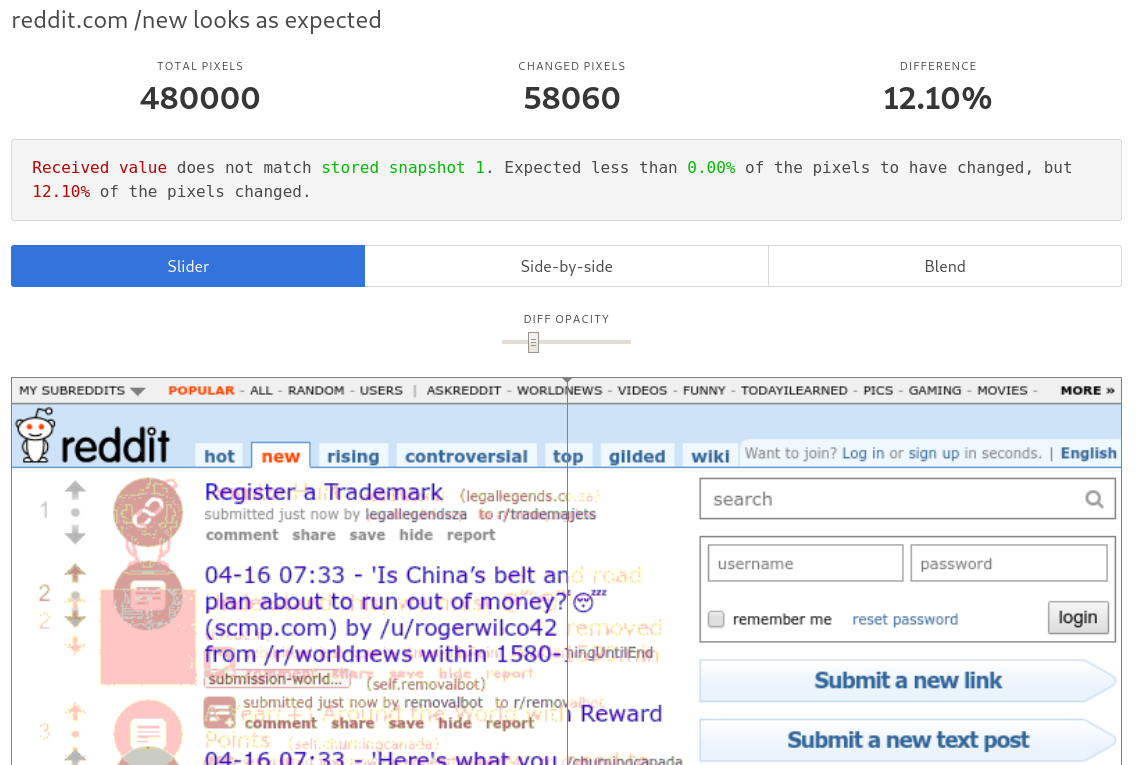 reddit.com /new looks as expected
TOTAL PIXELS
480000
CHANGED PIXELS
58060
DIFFERENCE
12.10%
Received value does not match stored snapshot 1. Expected less than 0.00% of the pixels to have changed, but
12.10% of the pixels changed.
Slider
Side-by-side
Blend
DIFF OPACITY
MY SUBREDDITS POPULAR - ALL - RANDOM - USERS | ASKREDDIT - WORLDNEWS - VIDEOS - FUNNY - TODAYILEARNED - PICS - GAMING - MOVIES - MORE »
reddit hot new rising controversial top gilded wiki
Want to join? Log in or sign up in seconds. | English
1
Register a Trademark (legallegends.co.za)
submitted just now by legallegendsza to r/trademajets
comment share save hide report
2
2
04-16 07:33 - 'Is China’s belt and road
plan about to run out of money?'😴
(scmp.com) by /u/rogerwilco42 removed
from /r/worldnews within 1580-1590min
hingUntilEnd
submission-world... (self.removalbot)
submitted just now by removalbot to r/removalbot
comment share save hide report
3
Around the World with Reward
Points (self.churningcanada)
04-16 07:33 - 'Here's what you
/churningcanada
search
username
password
remember me
reset password
login
Submit a new link
Submit a new text post